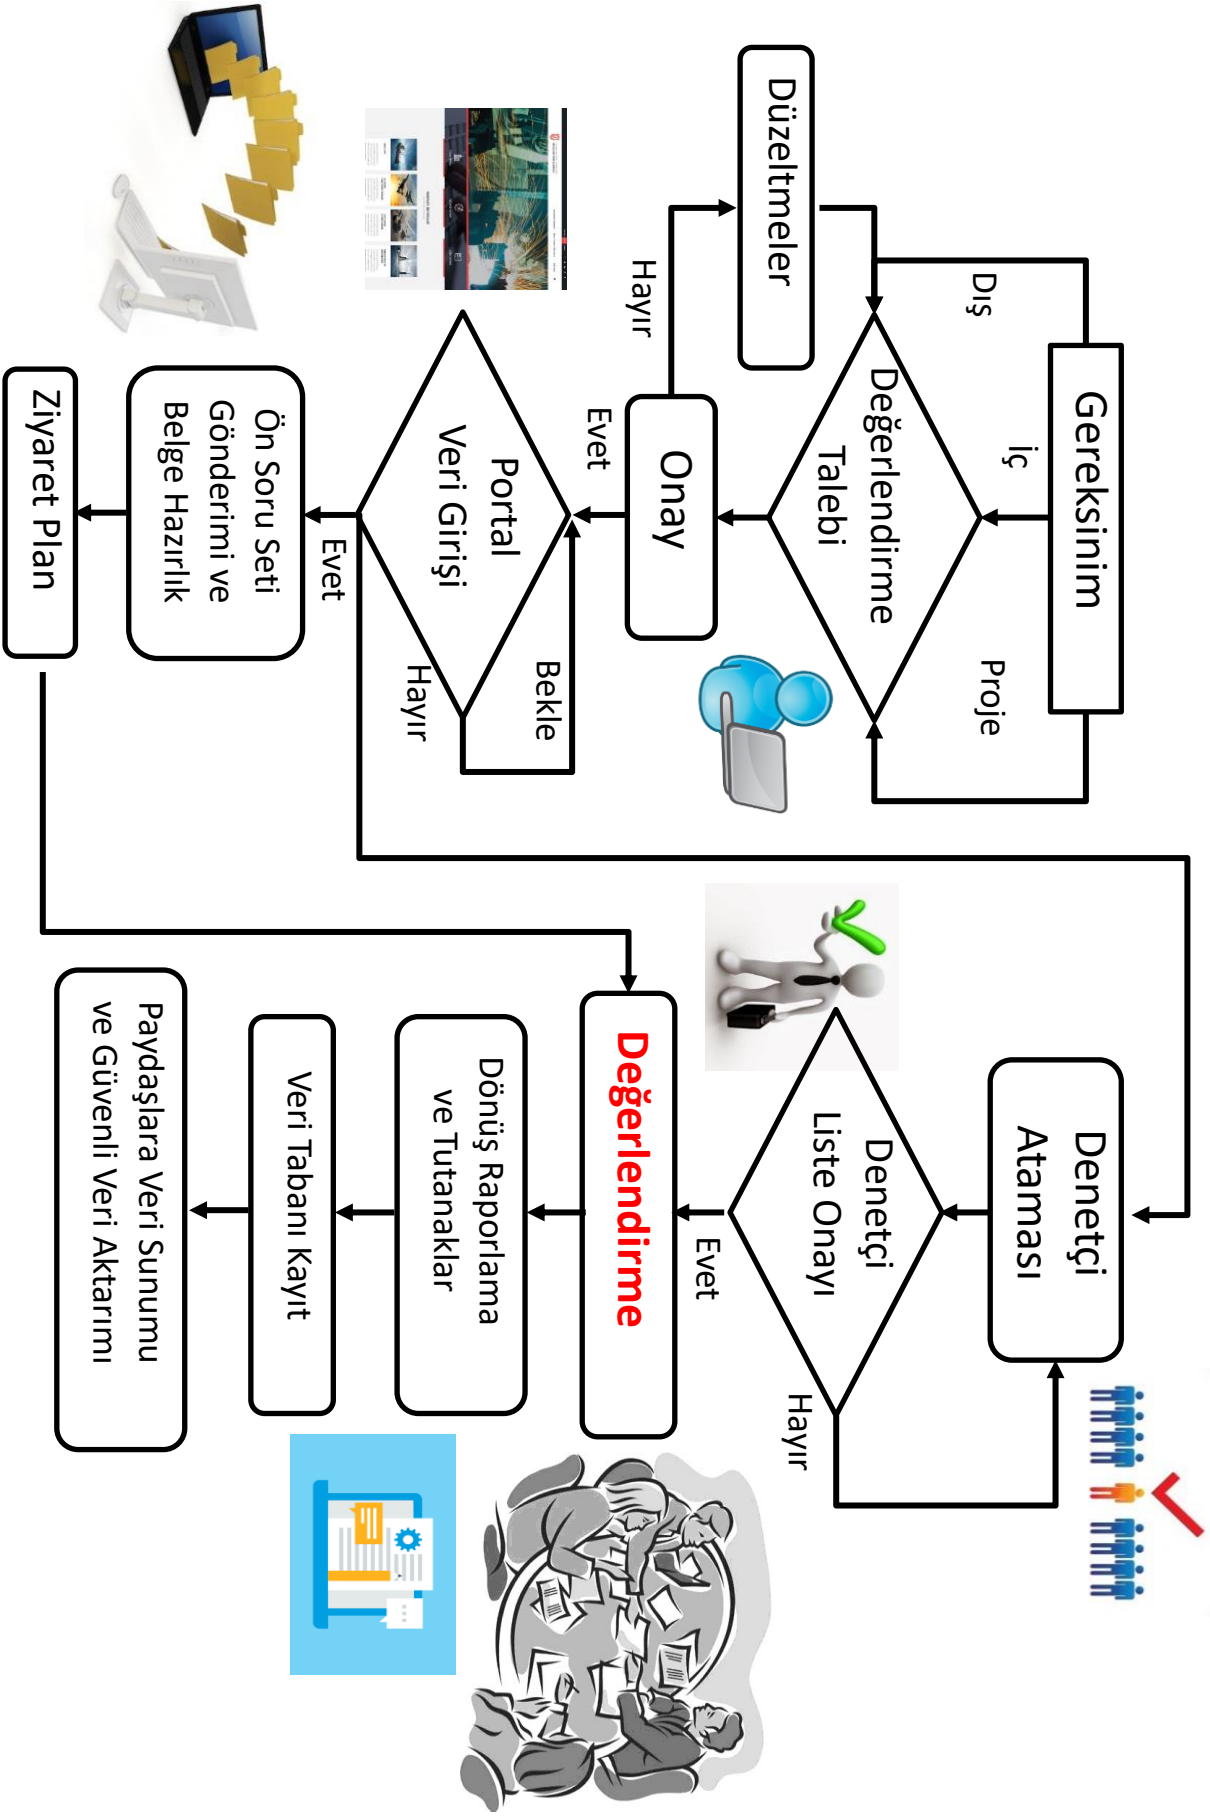 Gereksinim
Dış
İç
Proje
Değerlendirme
Talebi
Düzeltmeler
Hayır
Onay
Evet
Portal
Veri Girişi
Bekle
Hayır
Evet
Ön Soru Seti
Gönderimi ve
Belge Hazırlık
Ziyaret Plan
Denetçi
Ataması
Denetçi
Liste Onayı
Hayır
Evet
Değerlendirme
Dönüş Raporlama
ve Tutanaklar
Veri Tabanı Kayıt
Paydaşlara Veri Sunumu
ve Güvenli Veri Aktarımı